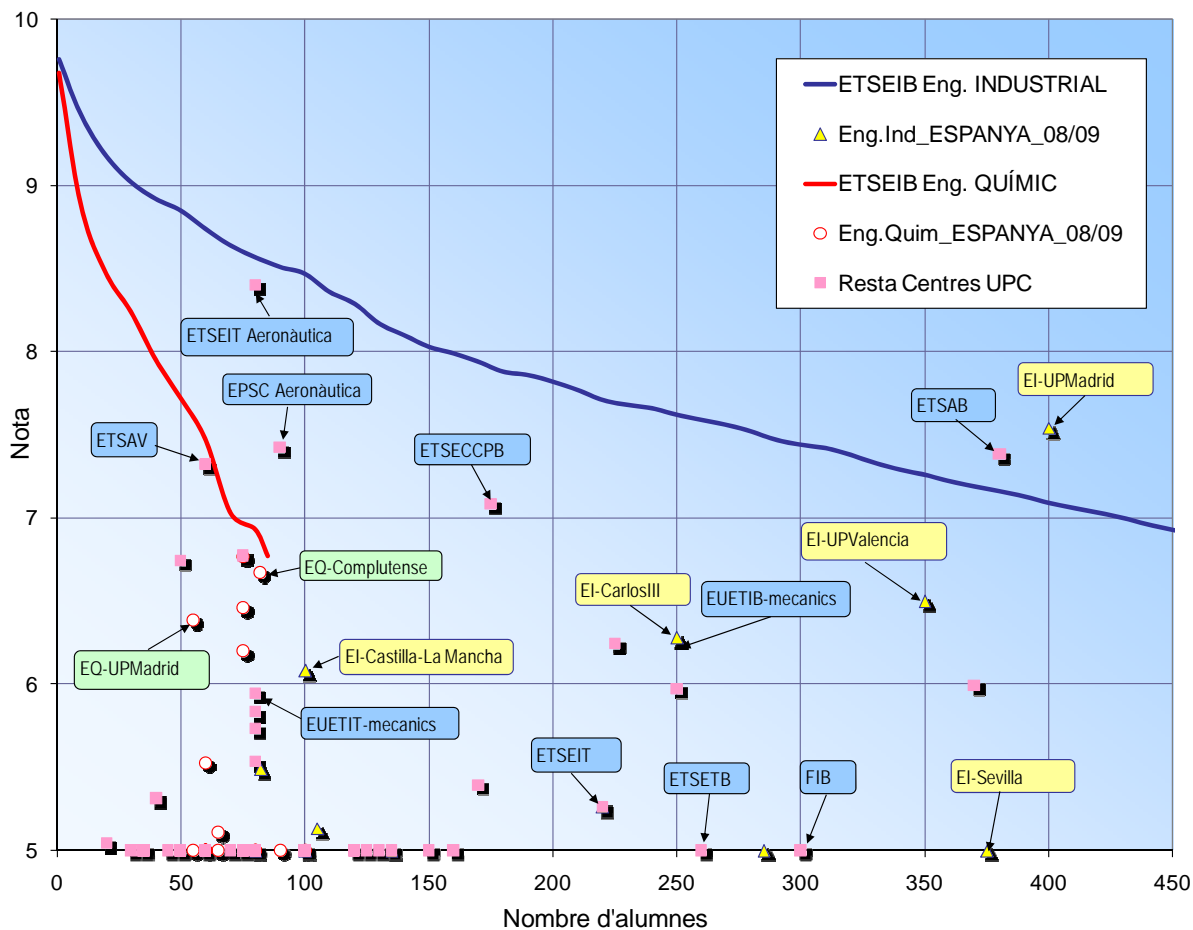 10
9
8
7
6
5
Nota
ETSEIB Eng. INDUSTRIAL
Eng.Ind_ESPANYA_08/09
ETSEIB Eng. QUÍMIC
Eng.Quim_ESPANYA_08/09
Resta Centres UPC
ETSEIT Aeronàutica
EPSC Aeronàutica
ETSAV
ETSECCPB
ETSAB
EI-UPMadrid
EI-UPValencia
EQ-Complutense
EI-CarlosIII
EUETIB-mecanics
EQ-UPMadrid
EI-Castilla-La Mancha
EUETIT-mecanics
ETSEIT
ETSETB
FIB
EI-Sevilla
0 50 100 150 200 250 300 350 400 450
Nombre d'alumnes